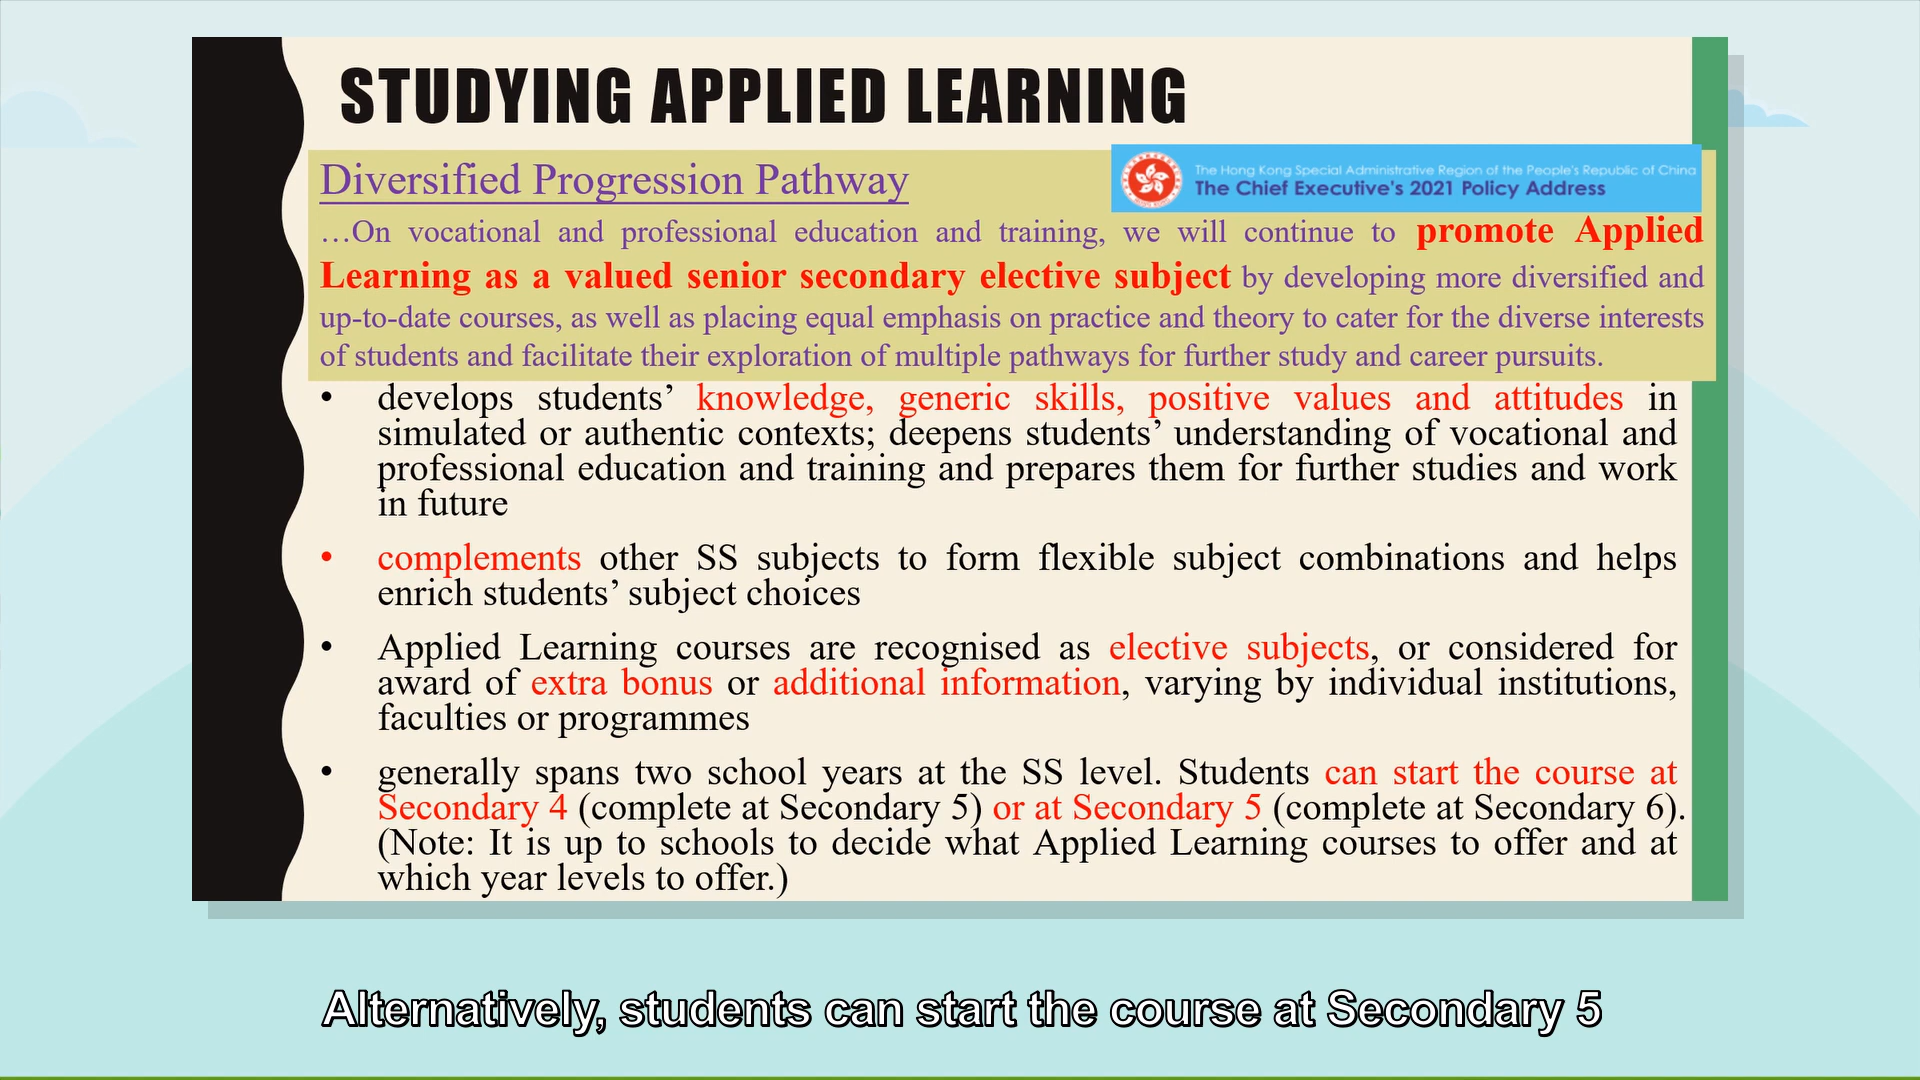 STUDYING APPLIED LEARNING
Diversified Progression Pathway
The Hong Kong Special Administrative Region of the People's Republic of China
The Chief Executive's 2021 Policy Address
…On vocational and professional education and training, we will continue to promote Applied
Learning as a valued senior secondary elective subject by developing more diversified and
up-to-date courses, as well as placing equal emphasis on practice and theory to cater for the diverse interests
of students and facilitate their exploration of multiple pathways for further study and career pursuits.
• develops students’ knowledge, generic skills, positive values and attitudes in
simulated or authentic contexts; deepens students’ understanding of vocational and
professional education and training and prepares them for further studies and work
in future
• complements other SS subjects to form flexible subject combinations and helps
enrich students’ subject choices
• Applied Learning courses are recognised as elective subjects, or considered for
award of extra bonus or additional information, varying by individual institutions,
faculties or programmes
• generally spans two school years at the SS level. Students can start the course at
Secondary 4 (complete at Secondary 5) or at Secondary 5 (complete at Secondary 6).
(Note: It is up to schools to decide what Applied Learning courses to offer and at
which year levels to offer.)
Alternatively, students can start the course at Secondary 5